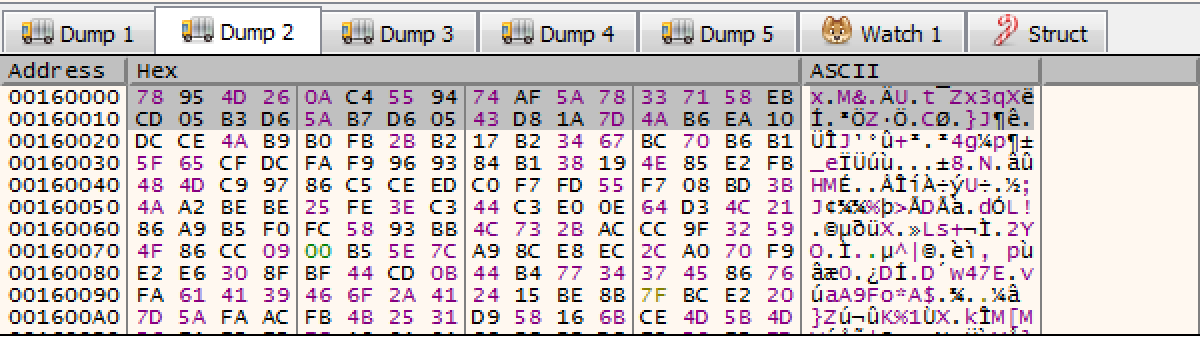 Dump 1 Dump 2 Dump 3 Dump 4 Dump 5 Watch 1 Struct
Address Hex ASCII
00160000 78 95 4D 26 0A C4 55 94 74 AF 5A 78 33 71 58 EB x.M&.ÄU.t¯Zx3qXë
00160010 CD 05 B3 D6 5A B7 D6 05 43 D8 1A 7D 4A B6 EA 10 Í.³ÖZ·Ö.CØ.}J¶ê.
00160020 DC CE 4A B9 B0 FB 2B B2 17 B2 34 67 BC 70 B6 B1 ÜÎJ¹°û+².²4g¼p¶±
00160030 5F 65 CF DC FA F9 96 93 84 B1 38 19 4E 85 E2 FB _eÏÜúù...±8.N.âû
00160040 48 4D C9 97 86 C5 CE ED C0 F7 FD 55 F7 08 BD 3B HMÉ..ÅÎíÀ÷ýU÷.½;
00160050 4A A2 BE BE 25 FE 3E C3 44 C3 E0 0E 64 D3 4C 21 J¢¾¾%þ>ÃDÃà.dÓL!
00160060 86 A9 B5 F0 FC 58 93 BB 4C 73 2B AC CC 9F 32 59 .©µðüX.»Ls+¬Ì.2Y
00160070 4F 86 CC 09 00 B5 5E 7C A9 8C E8 EC 2C A0 70 F9 O.Ì..µ^|©.èì, pù
00160080 E2 E6 30 8F BF 44 CD 0B 44 B4 77 34 37 45 86 76 âæ0.¿DÍ.D´w47E.v
00160090 FA 61 41 39 46 6F 2A 41 24 15 BE 8B 7F BC E2 20 úaA9Fo*A$.¾..¼â
001600A0 7D 5A FA AC FB 4B 25 31 D9 58 16 6B CE 4D 5B 4D }Zú¬ûK%1ÙX.kÎM[M